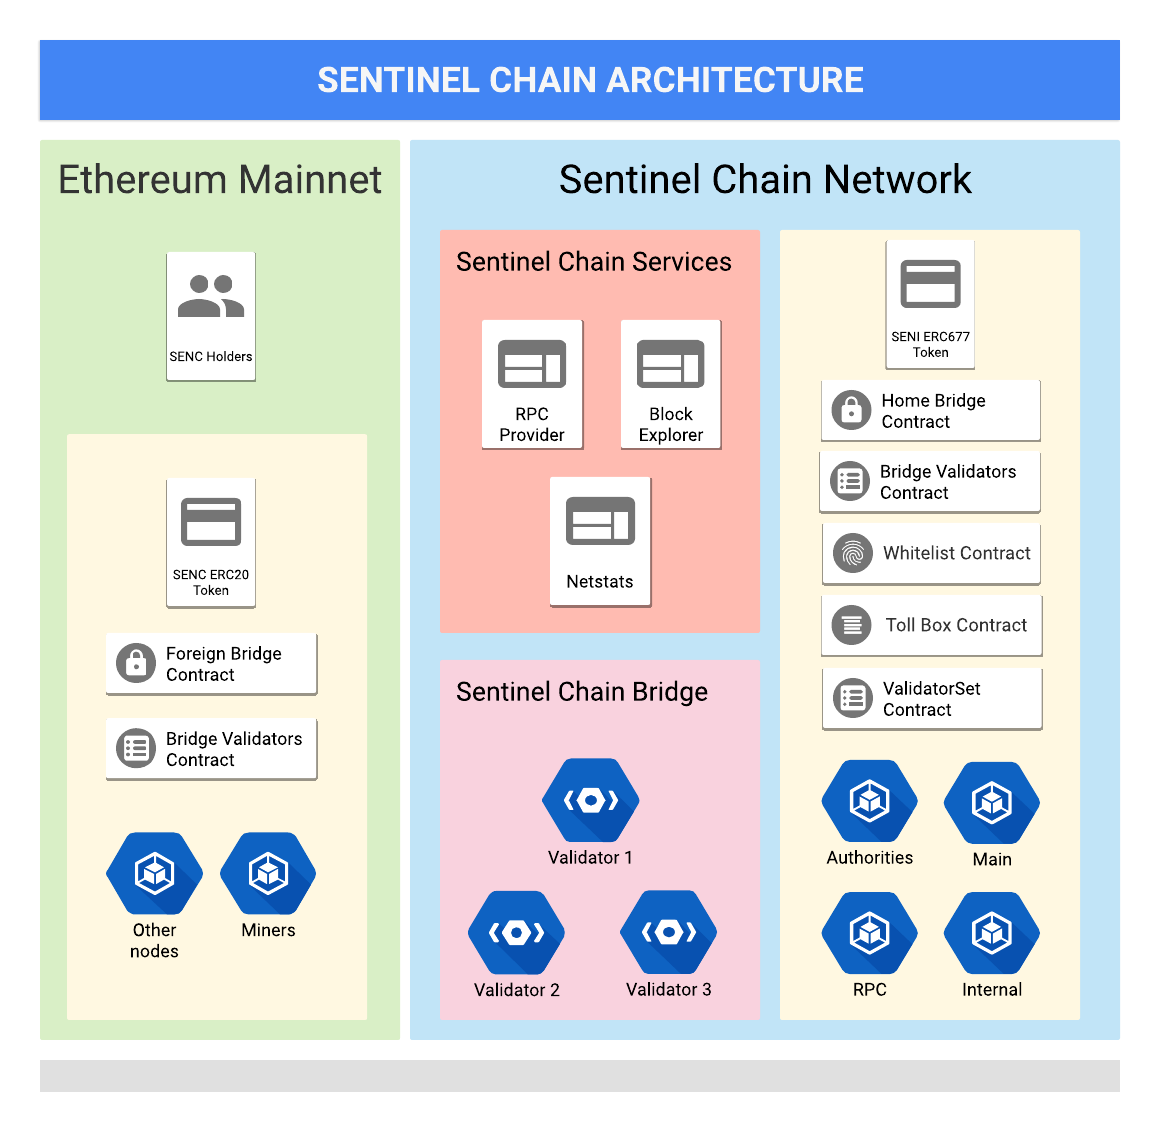 SENTINEL CHAIN ARCHITECTURE
Ethereum Mainnet
SENC Holders
SENC ERC20
Token
Foreign Bridge
Contract
Bridge Validators
Contract
Other
nodes
Miners
Sentinel Chain Network
Sentinel Chain Services
RPC
Provider
Block
Explorer
Netstats
Sentinel Chain Bridge
Validator 1
Validator 2
Validator 3
SENI ERC677
Token
Home Bridge
Contract
Bridge Validators
Contract
Whitelist Contract
Toll Box Contract
ValidatorSet
Contract
Authorities
Main
RPC
Internal